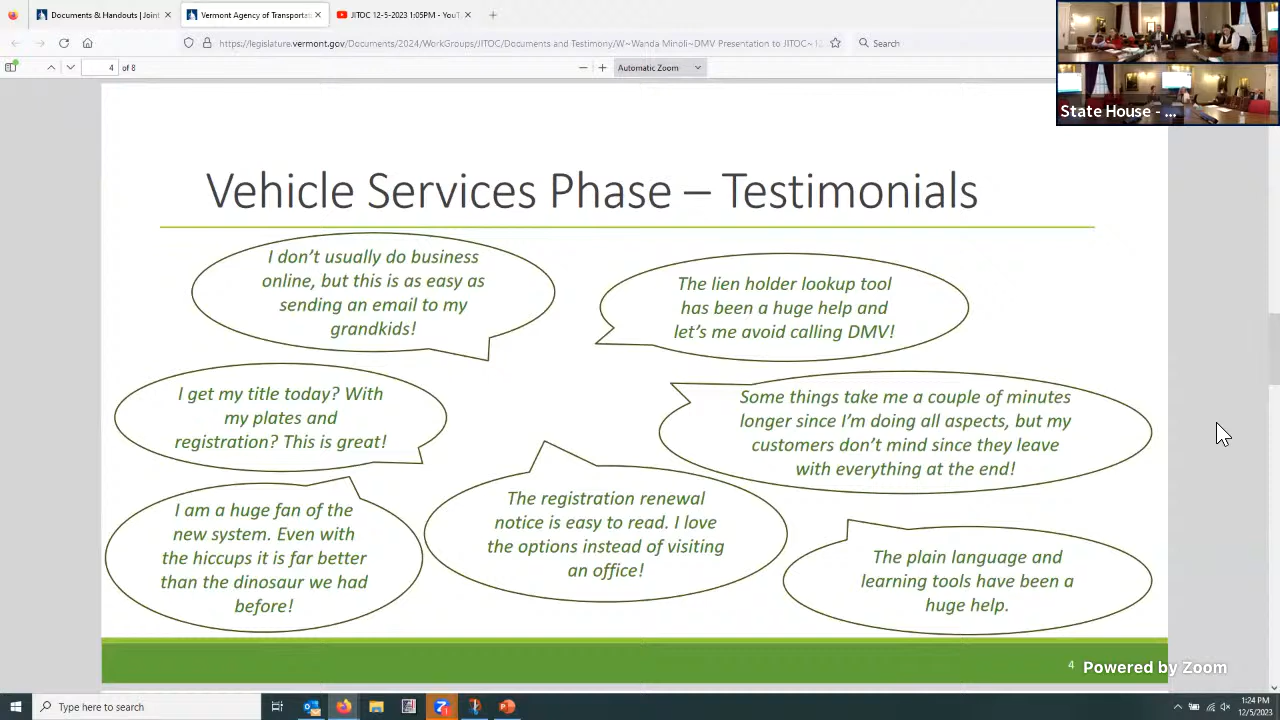 Documents & Handouts | Joint
Vermont Agency of Transportat
JITOC 12-5-2023 1:05PM - YouT
https://legislature.vermont.gov/Docu
Documents and Testimony/W~Wanda Minoli~DMV Presentation to JITOC~1
Search
4 of 8
Automatic Zoom
State House - ...
Vehicle Services Phase – Testimonials
I don’t usually do business
online, but this is as easy as
sending an email to my
grandkids!
The lien holder lookup tool
has been a huge help and
let’s me avoid calling DMV!
I get my title today? With
my plates and
registration? This is great!
Some things take me a couple of minutes
longer since I’m doing all aspects, but my
customers don’t mind since they leave
with everything at the end!
I am a huge fan of the
new system. Even with
the hiccups it is far better
than the dinosaur we had
before!
The registration renewal
notice is easy to read. I love
the options instead of visiting
an office!
The plain language and
learning tools have been a
huge help.
4
Powered by Zoom
Type here to search
1:24 PM
12/5/2023